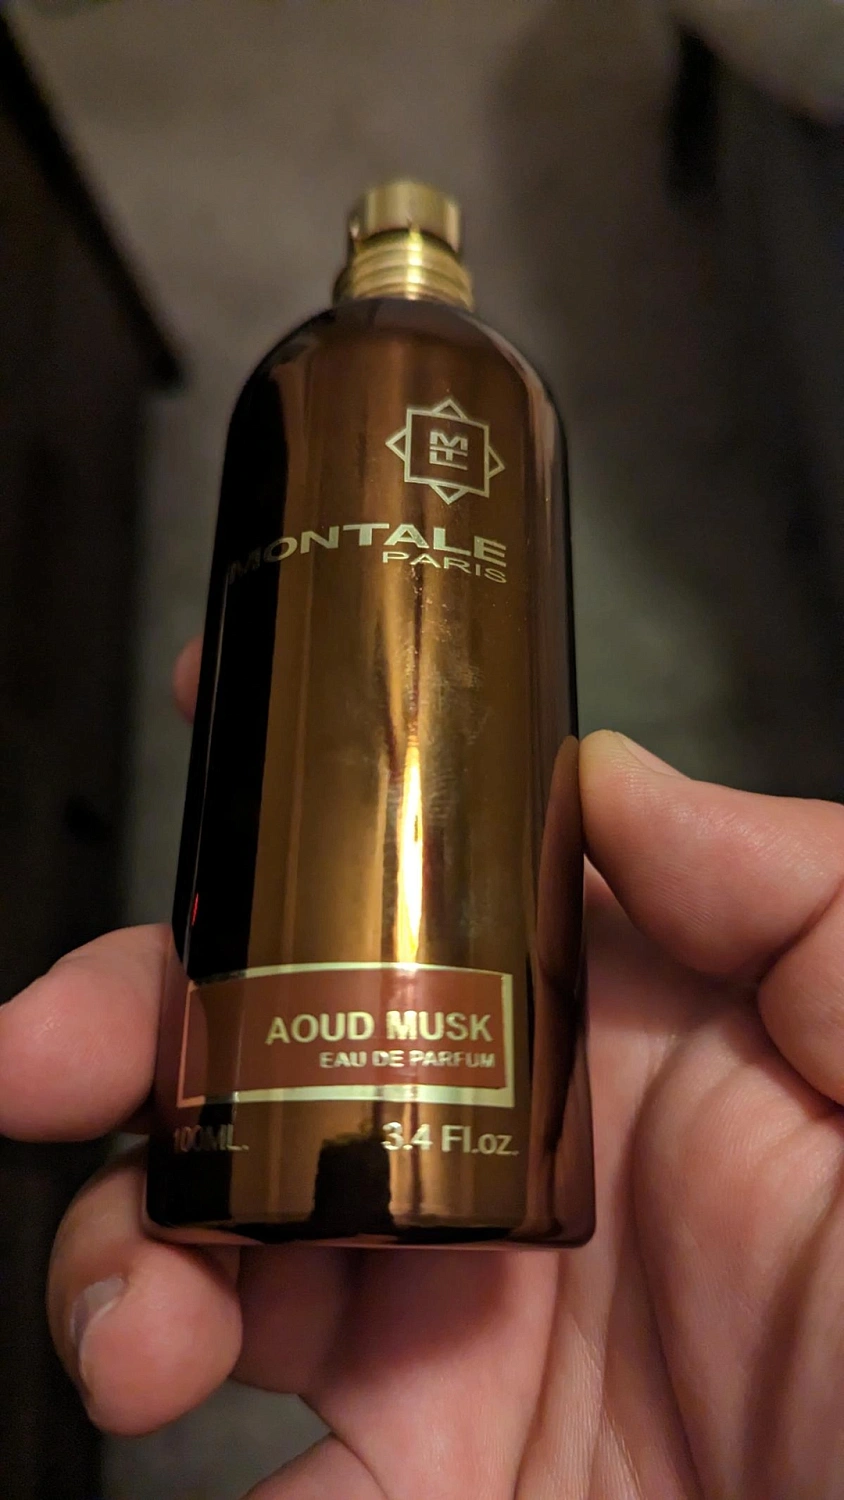 MONTALE
PARIS
AOUD MUSK
EAU DE PARFUM
100ML. 3.4 Fl.oz.